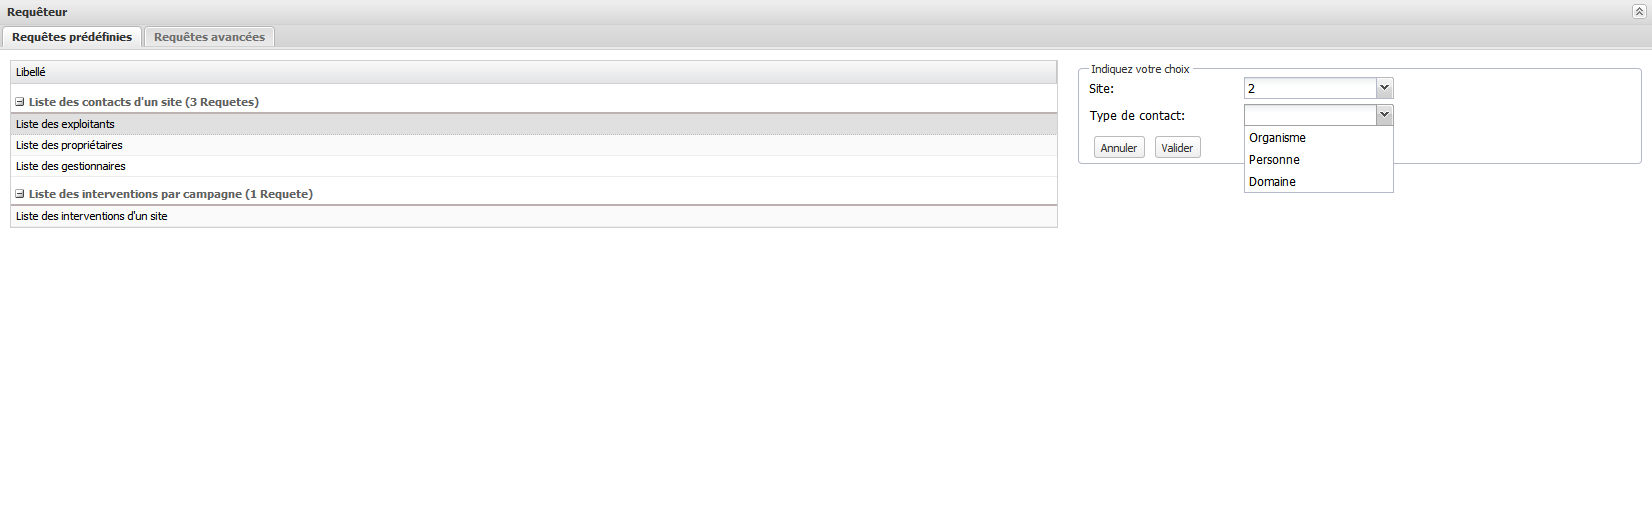 Requêteur
Requêtes prédéfinies
Requêtes avancées
Libellé
Liste des contacts d'un site (3 Requetes)
Liste des exploitants
Liste des propriétaires
Liste des gestionnaires
Liste des interventions par campagne (1 Requete)
Liste des interventions d'un site
Indiquez votre choix
Site: 2
Type de contact:
Organisme
Personne
Domaine
Annuler Valider